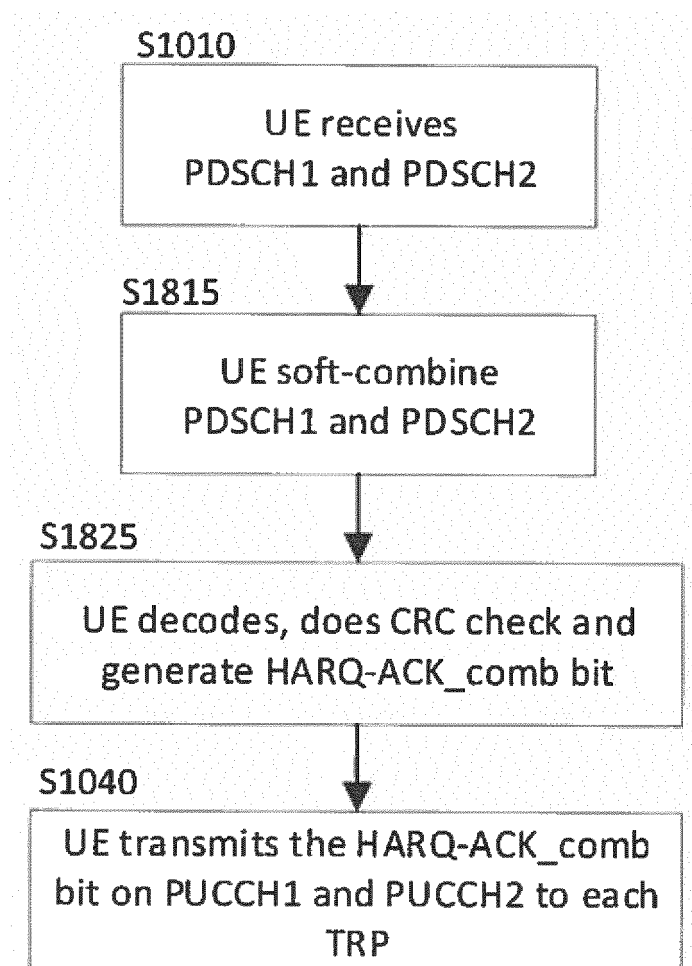 S1010
UE receives
PDSCH1 and PDSCH2
S1815
UE soft-combine
PDSCH1 and PDSCH2
S1825
UE decodes, does CRC check and
generate HARQ-ACK_comb bit
S1040
UE transmits the HARQ-ACK_comb
bit on PUCCH1 and PUCCH2 to each
TRP